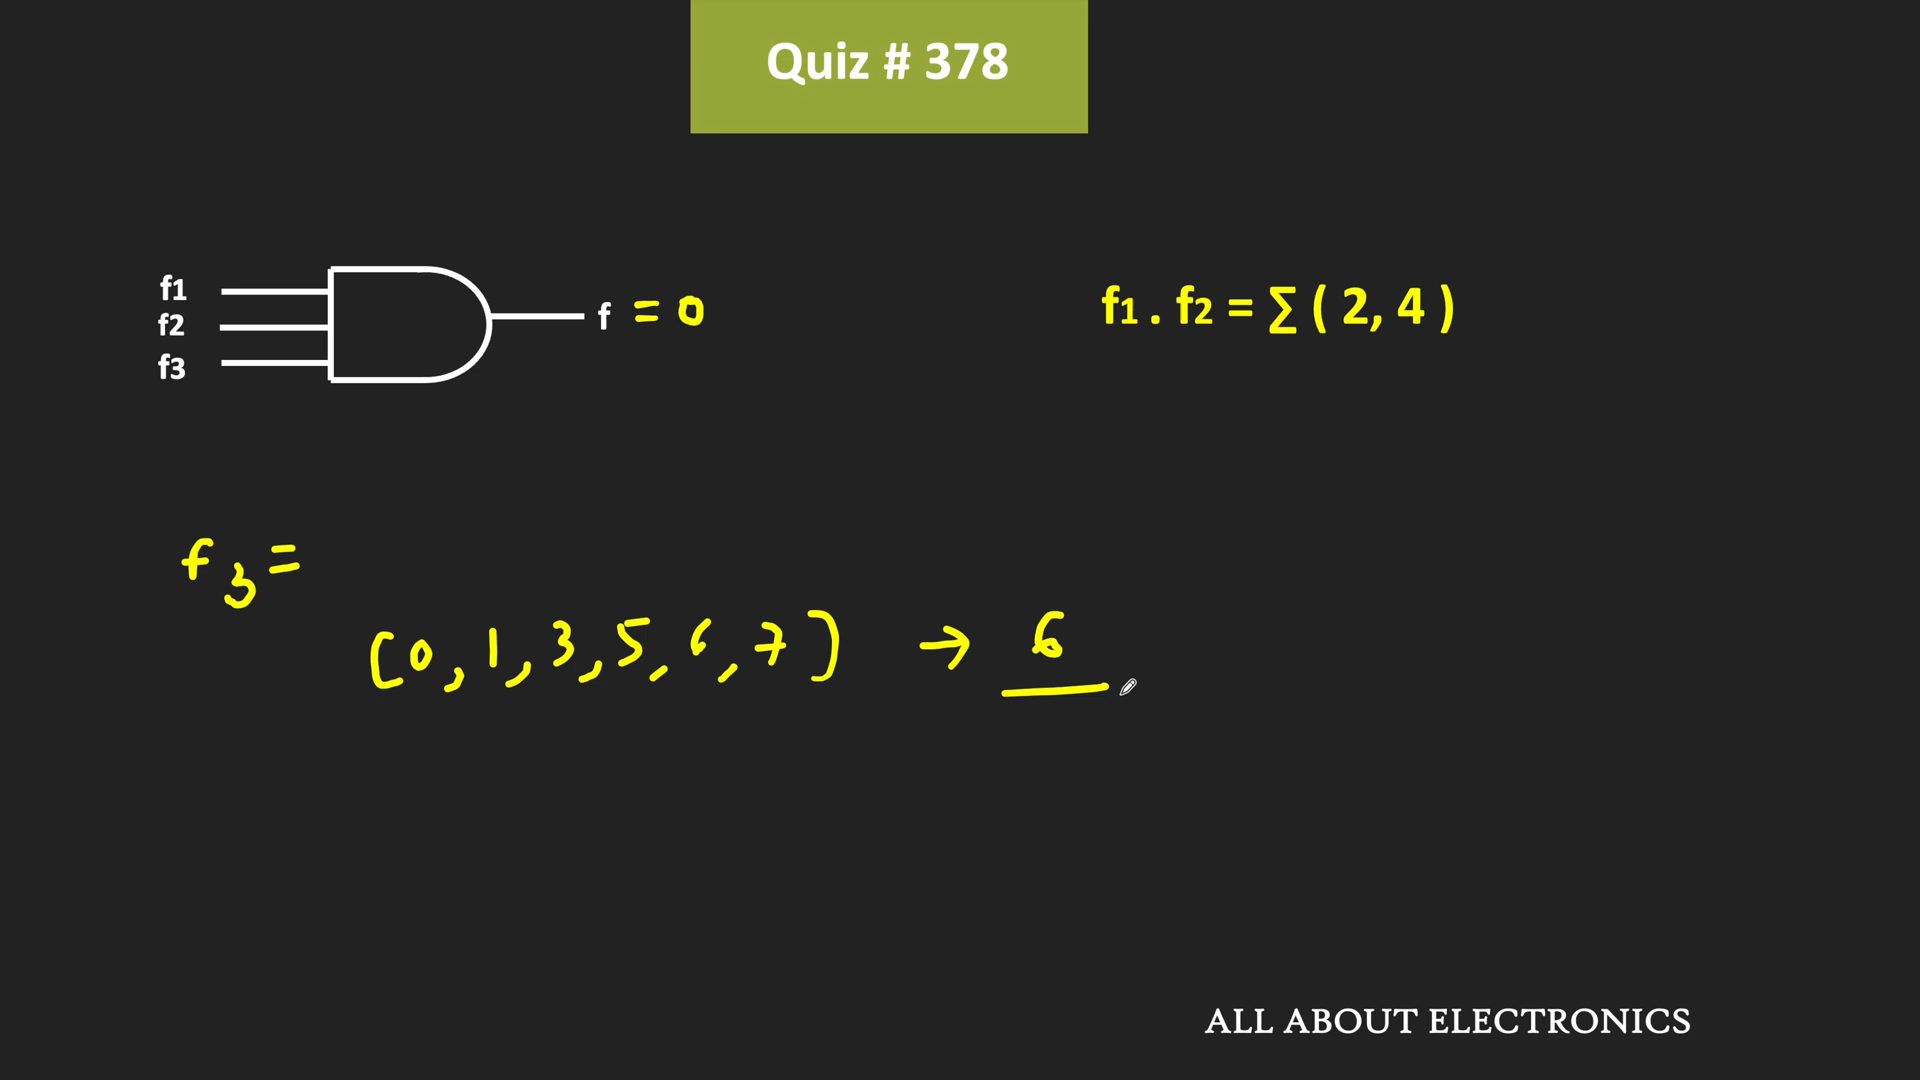 Quiz # 378
f1
f2
f3
f = 0
f1 . f2 = ∑ ( 2, 4 )
f3 =
[0, 1, 3, 5, 6, 7] → 6
ALL ABOUT ELECTRONICS